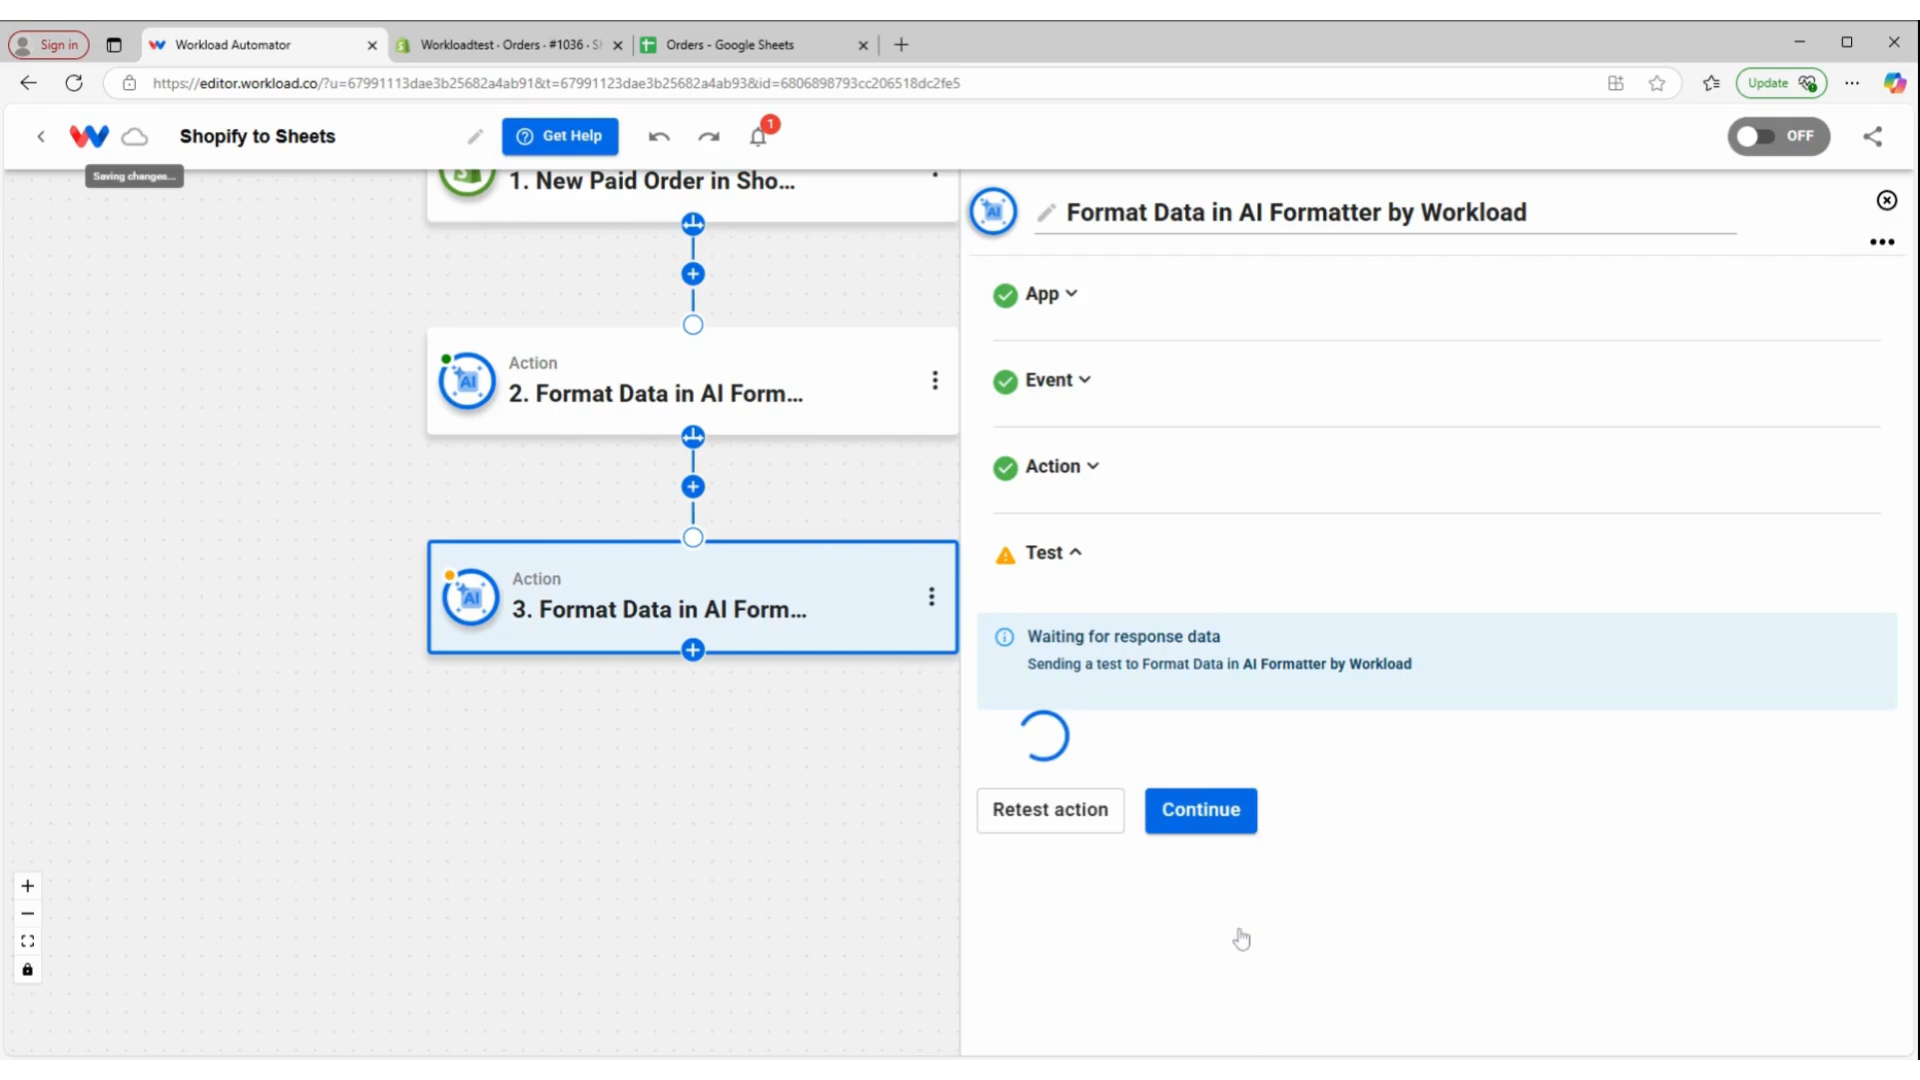 Sign in
Workload Automator
Workloadtest · Orders · #1036 · S
Orders - Google Sheets
https://editor.workload.co/?u=67991113dae3b25682a4ab91&t=67991123dae3b25682a4ab93&id=6806898793cc206518dc2fe5
Update
Shopify to Sheets
Get Help
1
OFF
Saving changes...
1. New Paid Order in Sho...
Action
2. Format Data in AI Form...
Action
3. Format Data in AI Form...
Format Data in AI Formatter by Workload
App
Event
Action
Test
Waiting for response data
Sending a test to Format Data in AI Formatter by Workload
Retest action
Continue